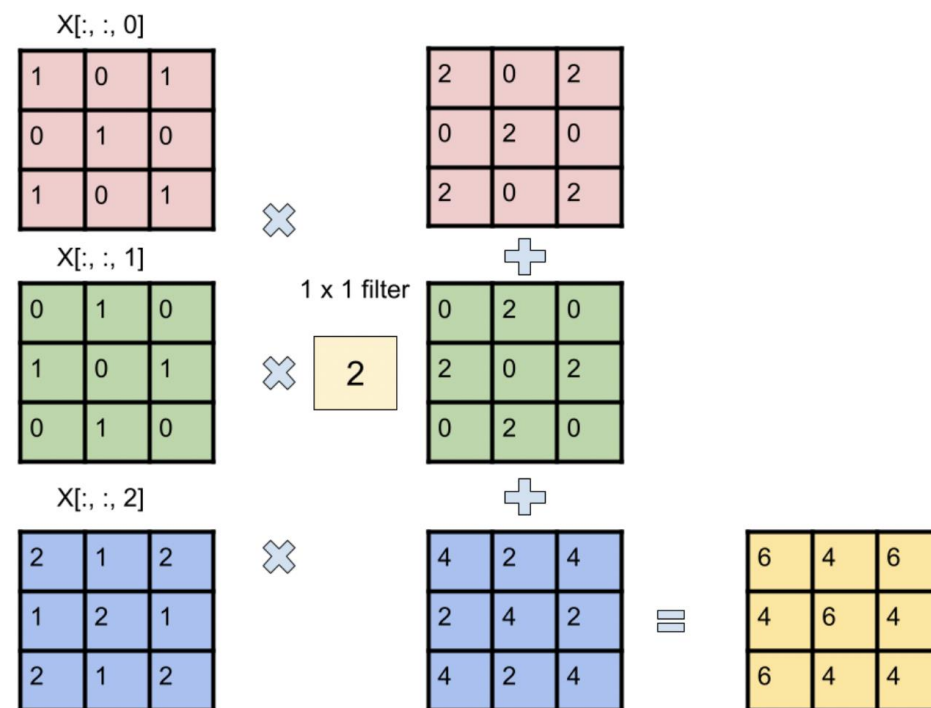 X[:, :, 0]
1 0 1
0 1 0
1 0 1
2 0 2
0 2 0
2 0 2
X[:, :, 1]
0 1 0
1 0 1
0 1 0
1 x 1 filter
2
0 2 0
2 0 2
0 2 0
X[:, :, 2]
2 1 2
1 2 1
2 1 2
4 2 4
2 4 2
4 2 4
6 4 6
4 6 4
6 4 4